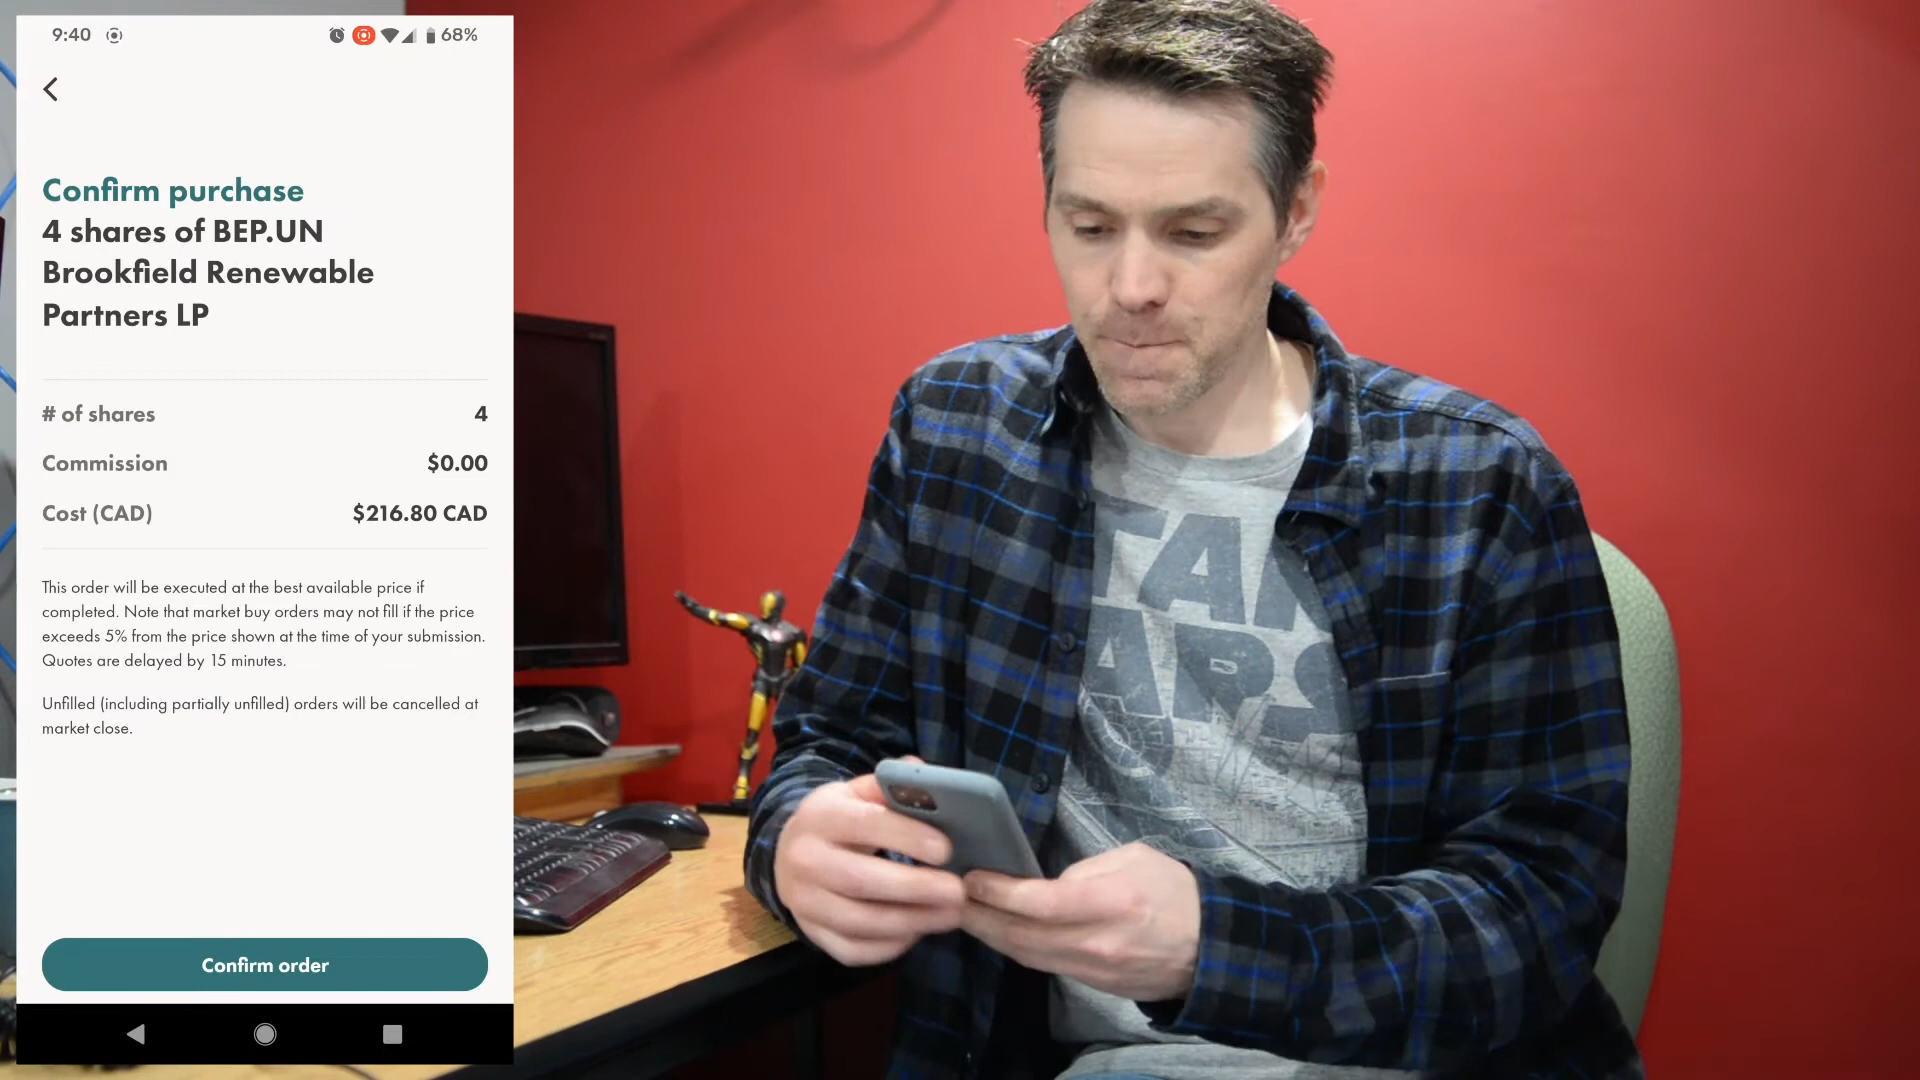 9:40 68%
Confirm purchase
4 shares of BEP.UN
Brookfield Renewable
Partners LP
# of shares 4
Commission $0.00
Cost (CAD) $216.80 CAD
This order will be executed at the best available price if
completed. Note that market buy orders may not fill if the price
exceeds 5% from the price shown at the time of your submission.
Quotes are delayed by 15 minutes.
Unfilled (including partially unfilled) orders will be cancelled at
market close.
Confirm order
STAR
WARS